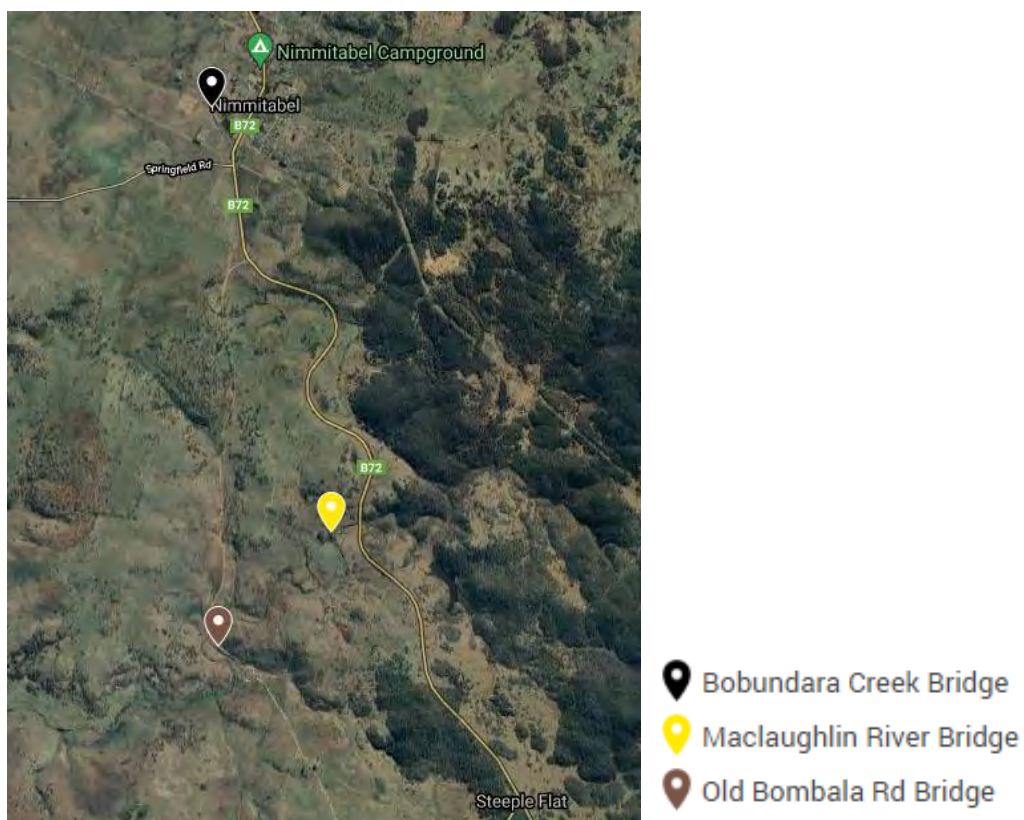 Nimmitabel Campground
Nimmitabel
B72
Springfield Rd
B72
B72
Steeple Flat
Bobundara Creek Bridge
Maclaughlin River Bridge
Old Bombala Rd Bridge